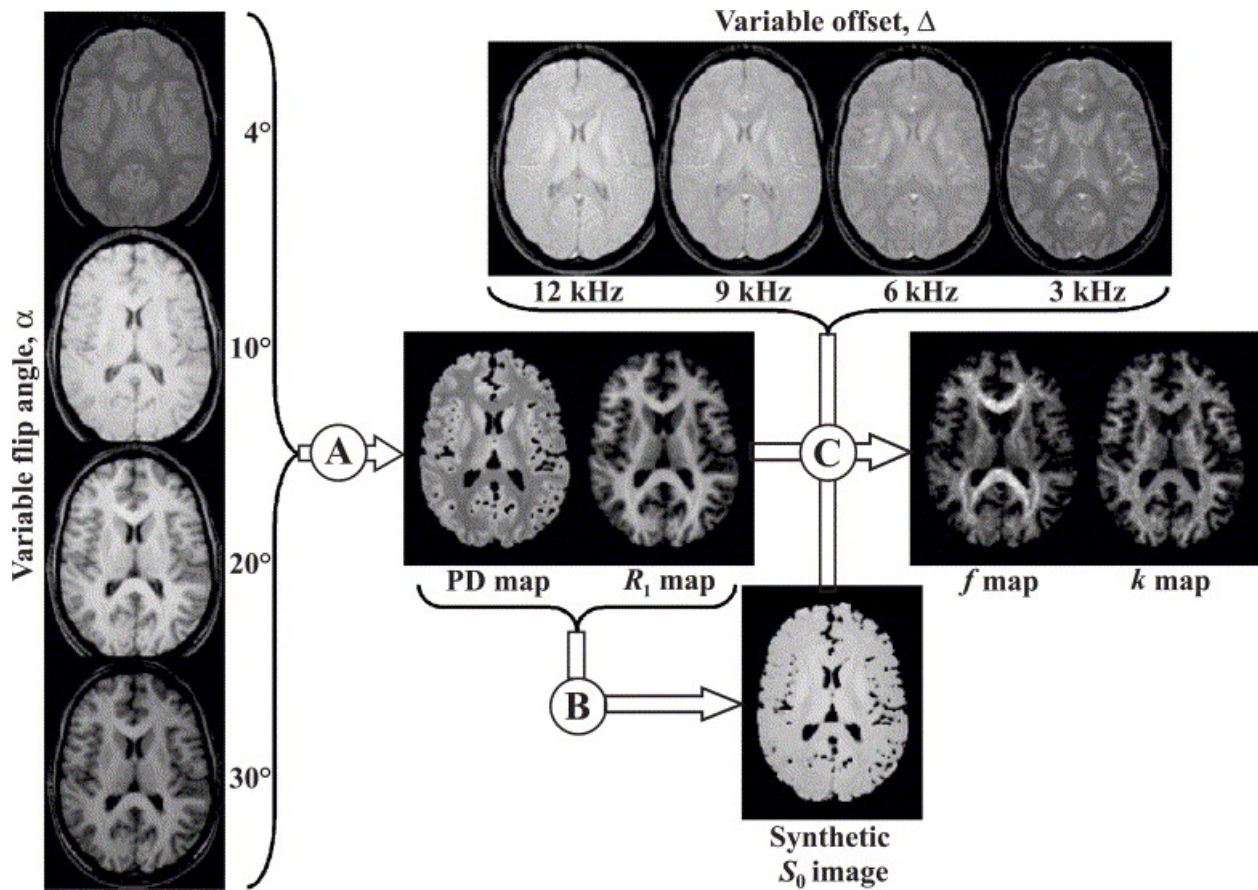 Variable offset, Δ
12 kHz
9 kHz
6 kHz
3 kHz
Variable flip angle, α
4°
10°
20°
30°
A
PD map
R₁ map
B
C
f map
k map
Synthetic
S₀ image